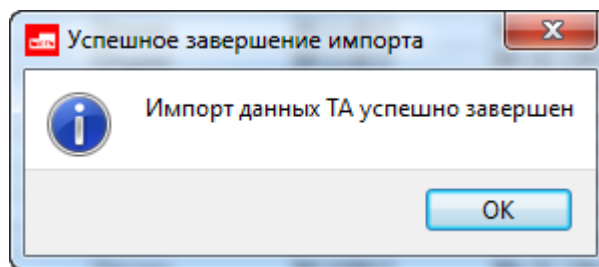 Успешное завершение импорта
Импорт данных ТА успешно завершен
OK